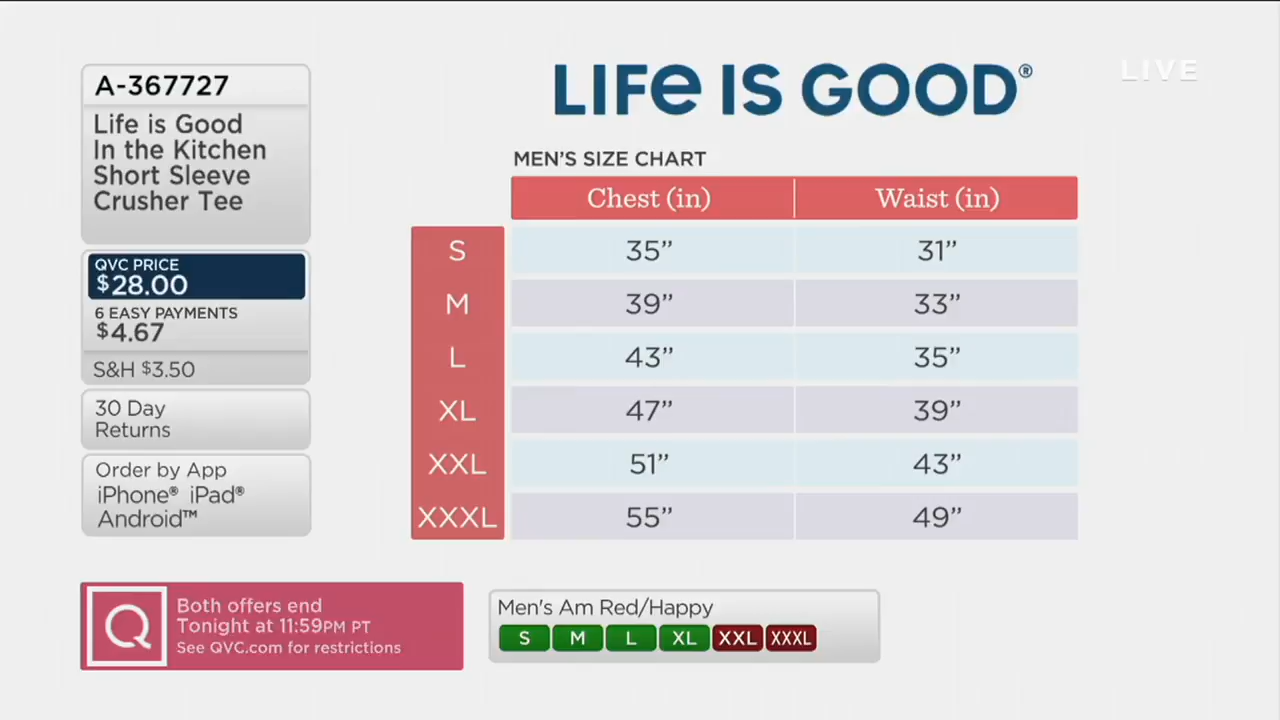 A-367727
Life is Good
In the Kitchen
Short Sleeve
Crusher Tee
QVC PRICE
$28.00
6 EASY PAYMENTS
$4.67
S&H $3.50
30 Day
Returns
Order by App
iPhone® iPad®
Android™
LIFe IS GOOD®
LIVE
MEN'S SIZE CHART
Chest (in) Waist (in)
S 35” 31”
M 39” 33”
L 43” 35”
XL 47” 39”
XXL 51” 43”
XXXL 55” 49”
Q
Both offers end
Tonight at 11:59PM PT
See QVC.com for restrictions
Men's Am Red/Happy
S M L XL XXL XXXL